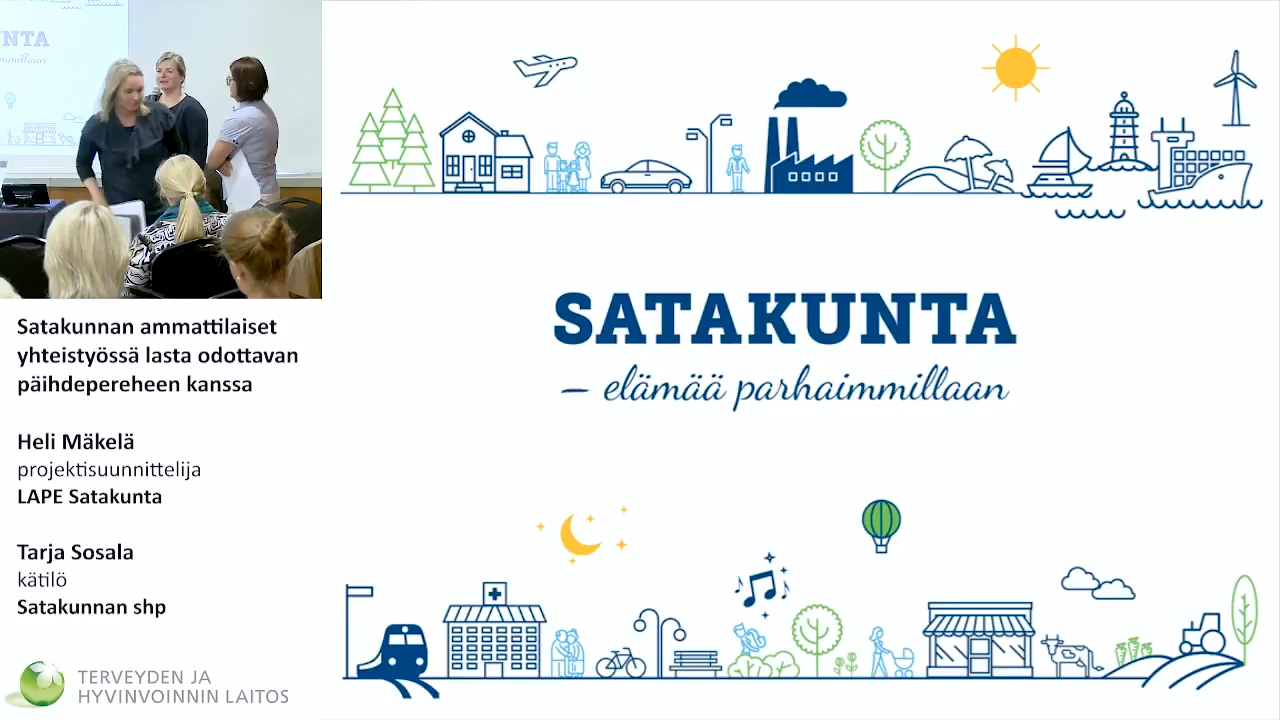 NTA
Satakunnan ammattilaiset
yhteistyössä lasta odottavan
päihdepereheen kanssa
Heli Mäkelä
projektisuunnittelija
LAPE Satakunta
Tarja Sosala
kätilö
Satakunnan shp
TERVEYDEN JA
HYVINVOINNIN LAITOS
SATAKUNTA
– elämää parhaimmillaan